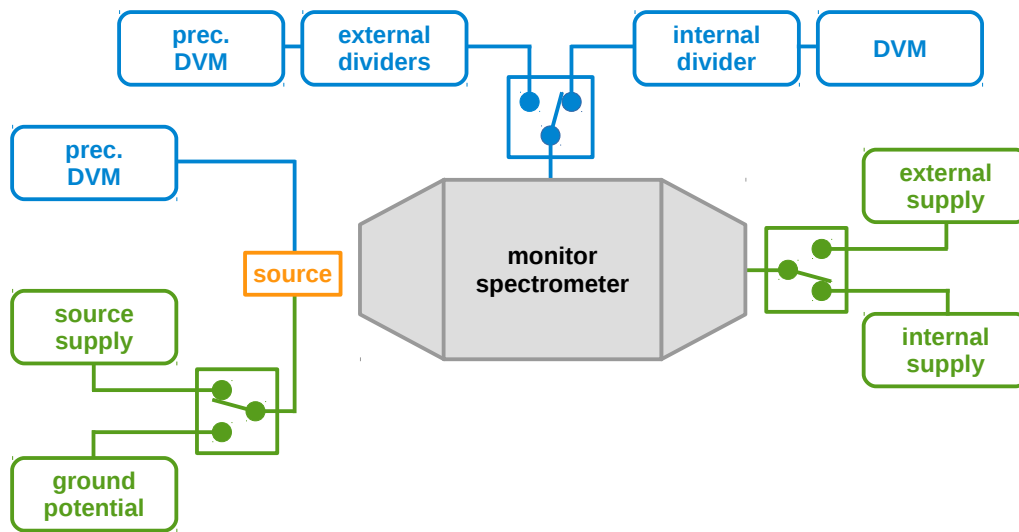 prec.
DVM
external
dividers
internal
divider
DVM
prec.
DVM
external
supply
monitor
spectrometer
source
source
supply
internal
supply
ground
potential